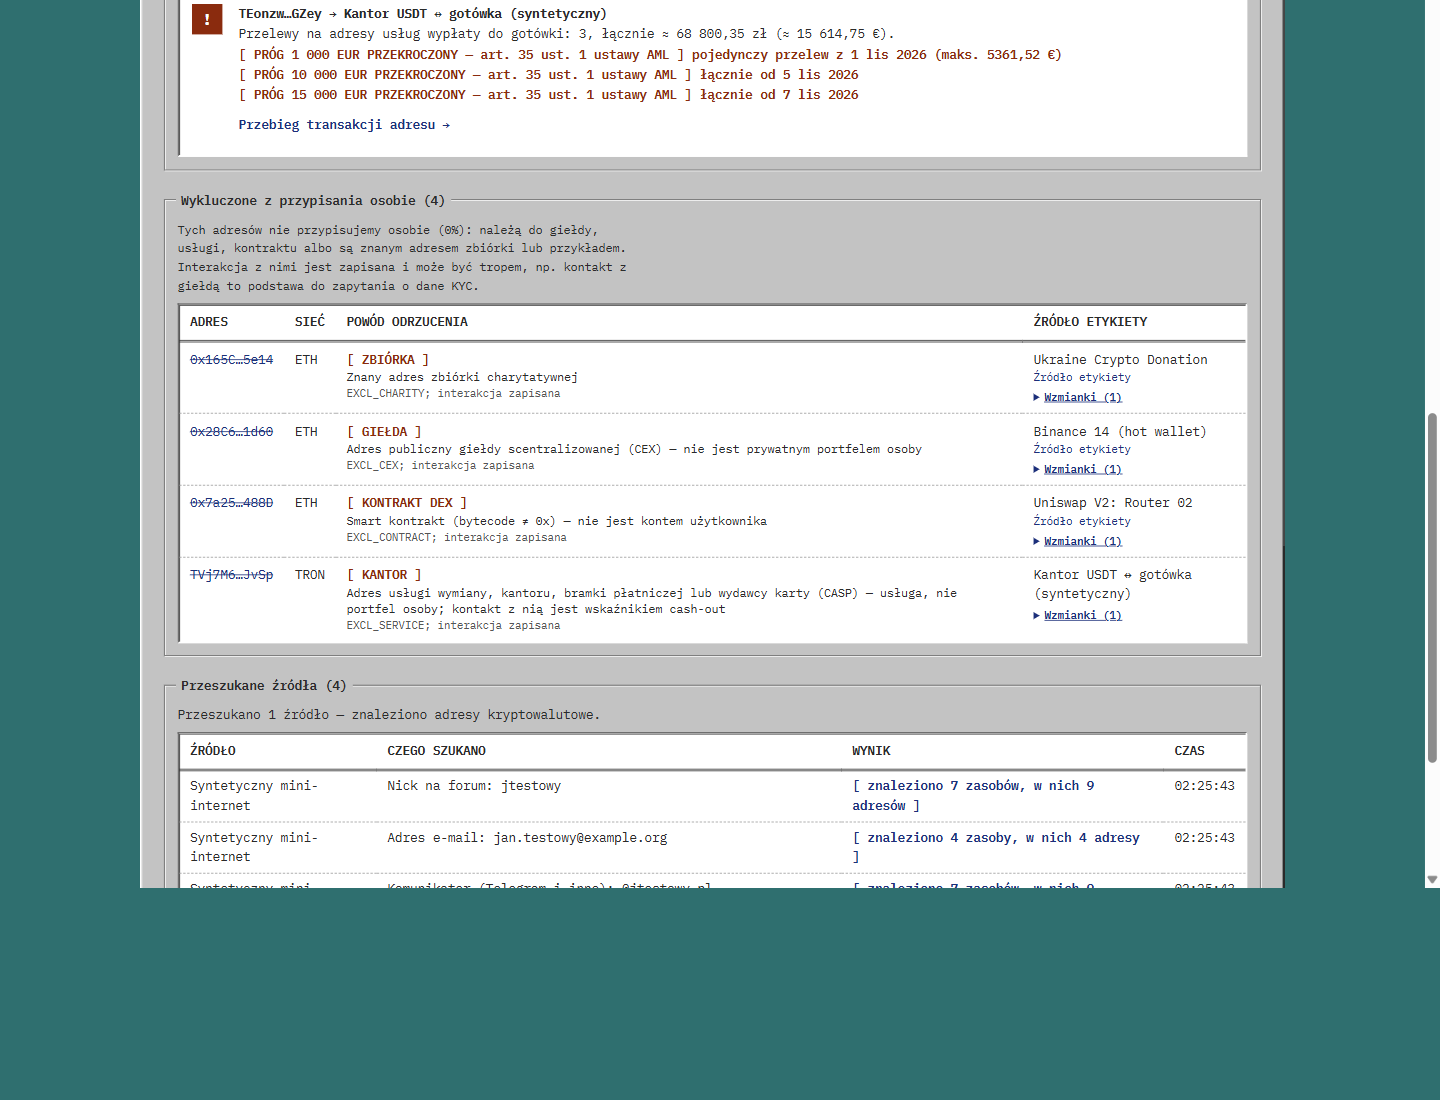 !
TEonzw…GZey → Kantor USDT ↔ gotówka (syntetyczny)
Przelewy na adresy usług wypłaty do gotówki: 3, łącznie ≈ 68 800,35 zł (≈ 15 614,75 €).
[ PRÓG 1 000 EUR PRZEKROCZONY — art. 35 ust. 1 ustawy AML ] pojedynczy przelew z 1 lis 2026 (maks. 5361,52 €)
[ PRÓG 10 000 EUR PRZEKROCZONY — art. 35 ust. 1 ustawy AML ] łącznie od 5 lis 2026
[ PRÓG 15 000 EUR PRZEKROCZONY — art. 35 ust. 1 ustawy AML ] łącznie od 7 lis 2026
Przebieg transakcji adresu →
Wykluczone z przypisania osobie (4)
Tych adresów nie przypisujemy osobie (0%): należą do giełdy,
usługi, kontraktu albo są znanym adresem zbiórki lub przykładem.
Interakcja z nimi jest zapisana i może być tropem, np. kontakt z
giełdą to podstawa do zapytania o dane KYC.
ADRES SIEĆ POWÓD ODRZUCENIA ŹRÓDŁO ETYKIETY
0x165C…5e14 ETH [ ZBIÓRKA ] Ukraine Crypto Donation
Znany adres zbiórki charytatywnej Źródło etykiety
EXCL_CHARITY; interakcja zapisana ▶ Wzmianki (1)
0x28C6…1d60 ETH [ GIEŁDA ] Binance 14 (hot wallet)
Adres publiczny giełdy scentralizowanej (CEX) — nie jest prywatnym portfelem osoby Źródło etykiety
EXCL_CEX; interakcja zapisana ▶ Wzmianki (1)
0x7a25…488D ETH [ KONTRAKT DEX ] Uniswap V2: Router 02
Smart kontrakt (bytecode ≠ 0x) — nie jest kontem użytkownika Źródło etykiety
EXCL_CONTRACT; interakcja zapisana ▶ Wzmianki (1)
TVj7M6…JvSp TRON [ KANTOR ] Kantor USDT ↔ gotówka
Adres usługi wymiany, kantoru, bramki płatniczej lub wydawcy karty (CASP) — usługa, nie (syntetyczny)
portfel osoby; kontakt z nią jest wskaźnikiem cash-out ▶ Wzmianki (1)
EXCL_SERVICE; interakcja zapisana
Przeszukane źródła (4)
Przeszukano 1 źródło — znaleziono adresy kryptowalutowe.
ŹRÓDŁO CZEGO SZUKANO WYNIK CZAS
Syntetyczny mini- Nick na forum: jtestowy [ znaleziono 7 zasobów, w nich 9 02:25:43
internet adresów ]
Syntetyczny mini- Adres e-mail: jan.testowy@example.org [ znaleziono 4 zasoby, w nich 4 adresy 02:25:43
internet ]
Syntetyczny mini- Komunikator (Telegram i inne): @jtestowy_pl [ znaleziono 7 zasobów, w nich 9 02:25:43